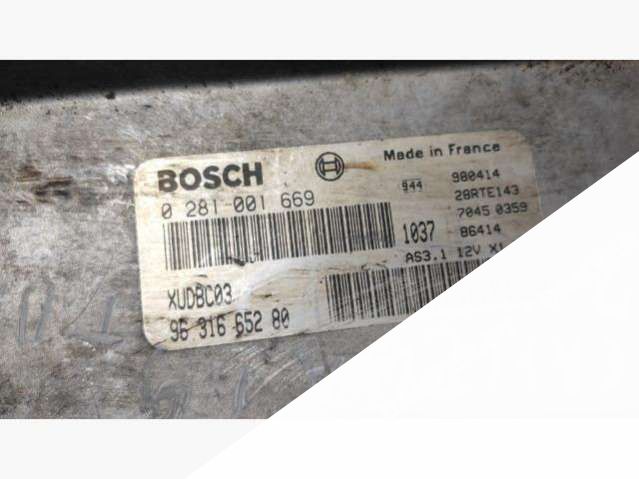 BOSCH
Made in France
0 281 001 669
944
980414
28RTE143
7045 0359
1037
86414
AS3.1 12V
XUDBC03
96 316 652 80